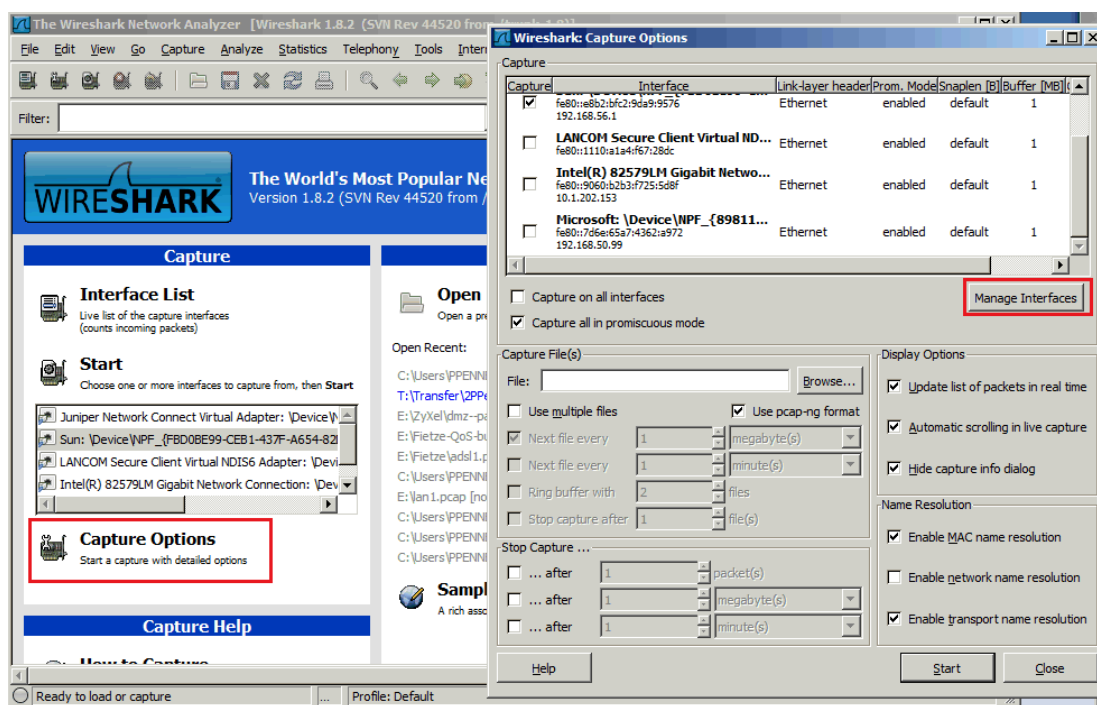 The Wireshark Network Analyzer [Wireshark 1.8.2 (SVN Rev 44520 from
File Edit View Go Capture Analyze Statistics Telephony Tools Intern
Filter:
WIRESHARK
The World's Most Popular Ne
Version 1.8.2 (SVN Rev 44520 from /
Capture
Interface List
Live list of the capture interfaces
(counts incoming packets)
Start
Choose one or more interfaces to capture from, then Start
Juniper Network Connect Virtual Adapter: \Device\N
Sun: \Device\NPF_{FBD0BE99-CEB1-437F-A654-82
LANCOM Secure Client Virtual NDIS6 Adapter: \Devi
Intel(R) 82579LM Gigabit Network Connection: \Dev
Capture Options
Start a capture with detailed options
Capture Help
How to Capture
Open
Open a pre
Open Recent:
C:\Users\PPENN
T:\Transfer\2PPe
E:\ZyXel\dmz--pa
E:\Fietze-QoS-bu
E:\Fietze\adsl1.p
C:\Users\PPENN
E:\lan1.pcap [no
C:\Users\PPENN
C:\Users\PPENN
C:\Users\PPENN
Sampl
A rich asso
Ready to load or capture
...
Profile: Default
Wireshark: Capture Options
Capture
Capture Interface Link-layer header Prom. Mode Snaplen [B] Buffer [MB]
fe80::e8b2:bfc2:9da9:9576 Ethernet enabled default 1
192.168.56.1
LANCOM Secure Client Virtual ND...
fe80::1110:a1a4:f67:28dc Ethernet enabled default 1
Intel(R) 82579LM Gigabit Netwo...
fe80::9060:b2b3:f725:5d8f Ethernet enabled default 1
10.1.202.153
Microsoft: \Device\NPF_{89811...
fe80::7d6e:65a7:4362:a972 Ethernet enabled default 1
192.168.50.99
Capture on all interfaces
Manage Interfaces
Capture all in promiscuous mode
Capture File(s)
File: Browse...
Use multiple files Use pcap-ng format
Next file every 1 megabyte(s)
Next file every 1 minute(s)
Ring buffer with 2 files
Stop capture after 1 file(s)
Stop Capture ...
... after 1 packet(s)
... after 1 megabyte(s)
... after 1 minute(s)
Display Options
Update list of packets in real time
Automatic scrolling in live capture
Hide capture info dialog
Name Resolution
Enable MAC name resolution
Enable network name resolution
Enable transport name resolution
Help Start Close